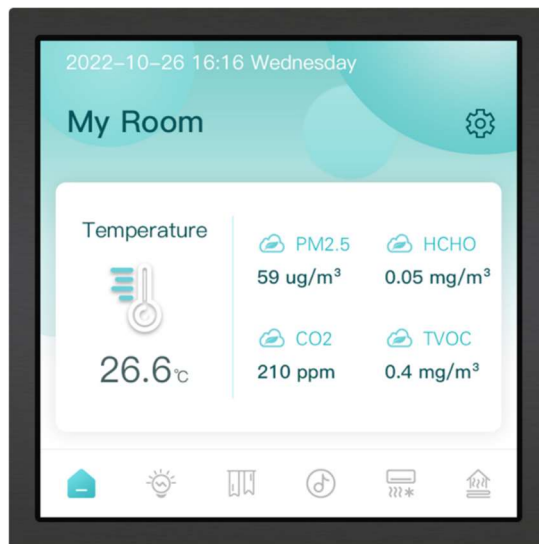 2022-10-26 16:16 Wednesday
My Room
Temperature
26.6℃
PM2.5
59 ug/m³
HCHO
0.05 mg/m³
CO2
210 ppm
TVOC
0.4 mg/m³